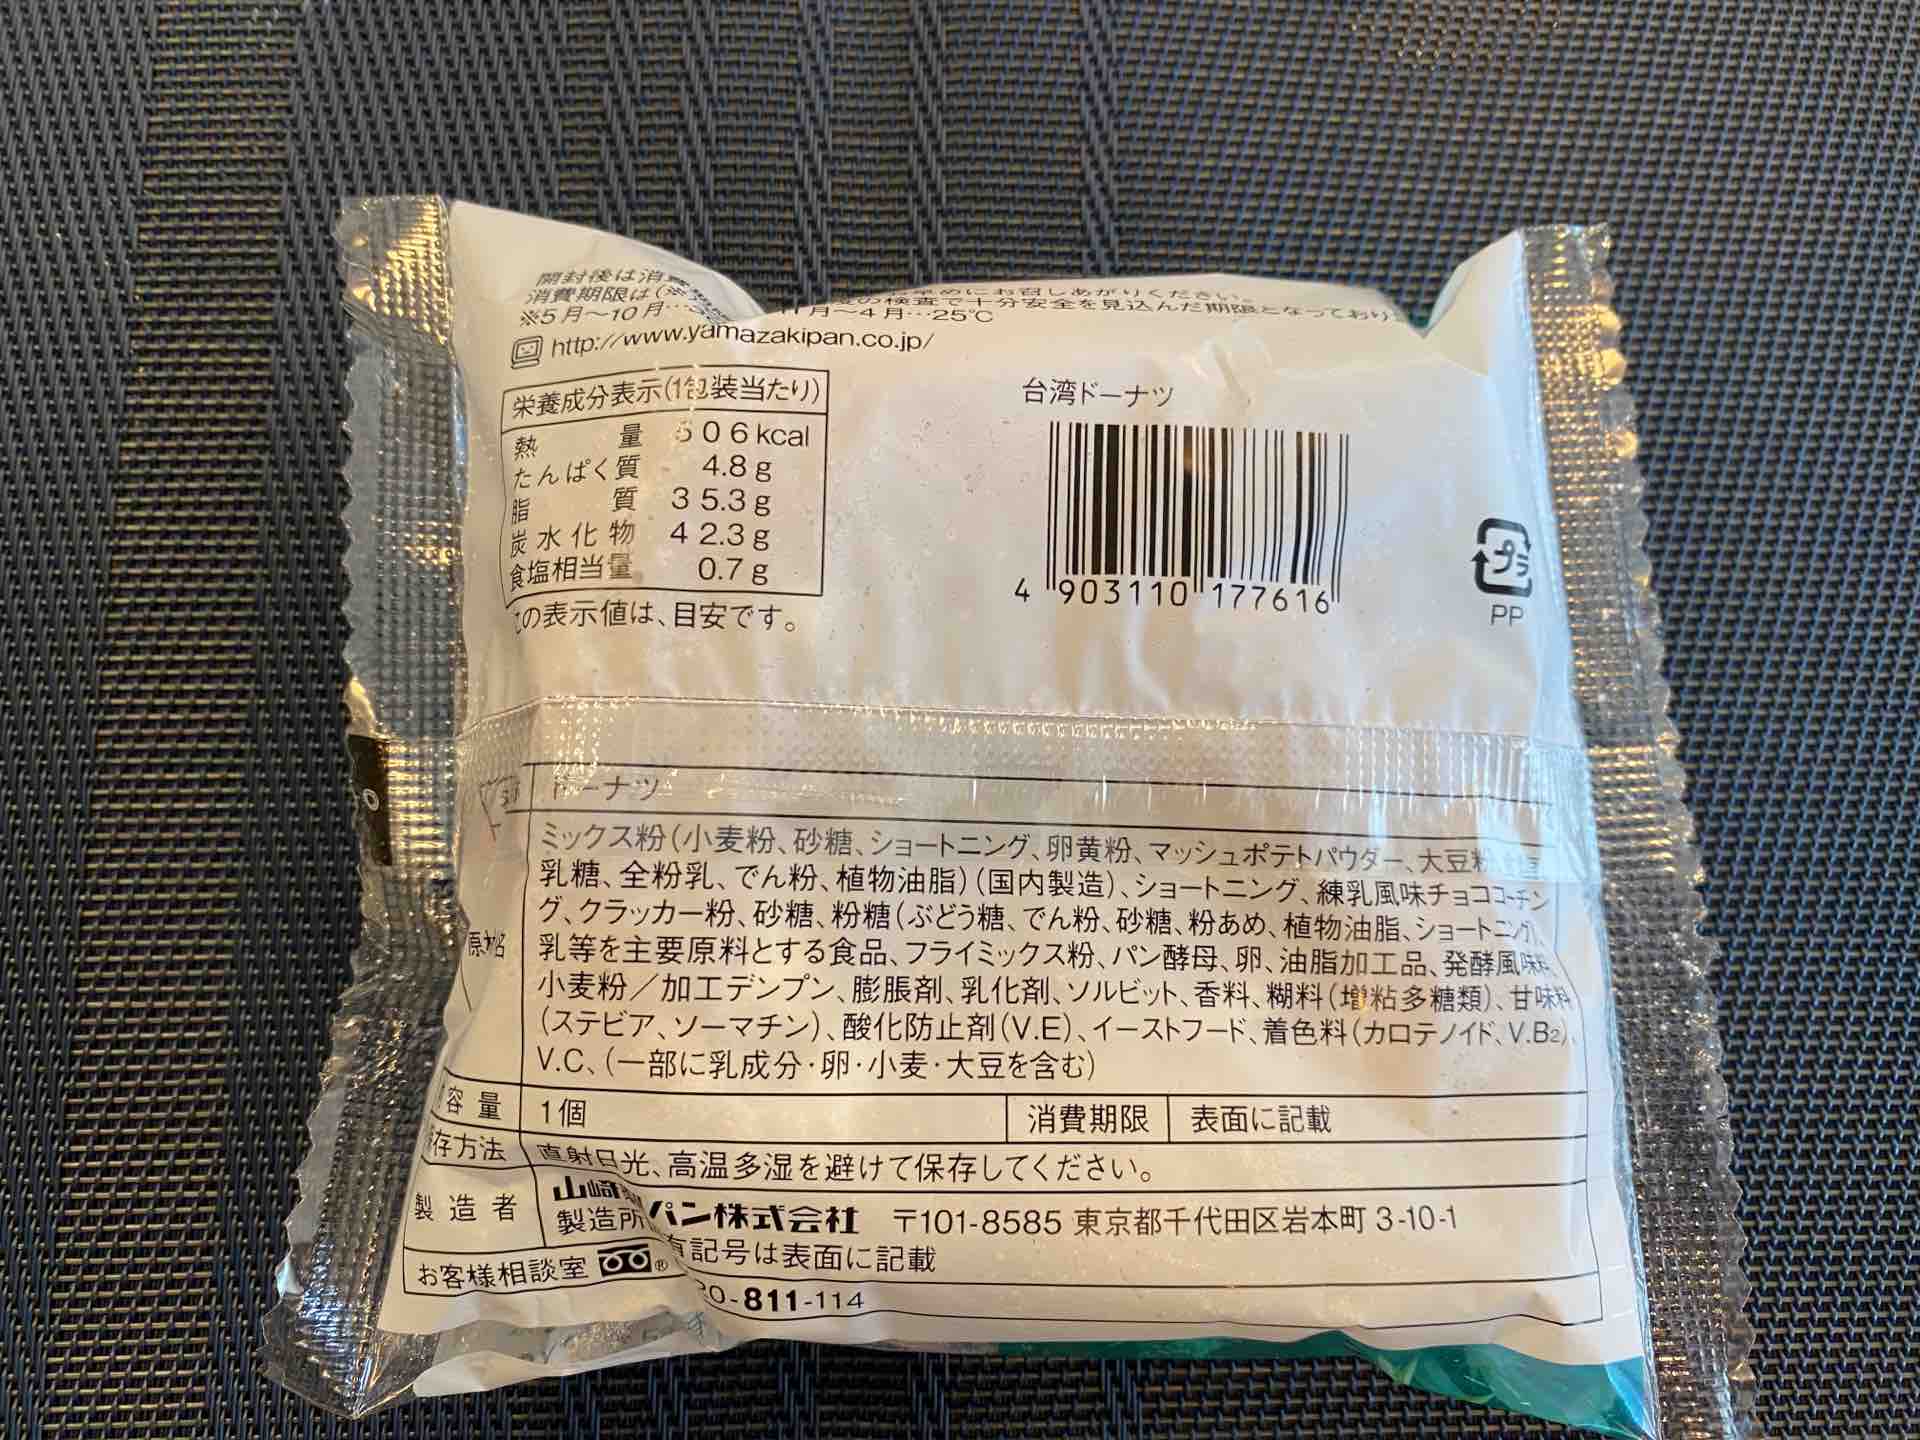 開封後は消費
早めにお召しあがりください。
消費期限は(※
の検査で十分安全を見込んだ期限となっており
※5月〜10月…
11月〜4月…25℃
http://www.yamazakipan.co.jp/
栄養成分表示(1包装当たり)
熱量 506kcal
たんぱく質 4.8g
脂質 35.3g
炭水化物 42.3g
食塩相当量 0.7g
この表示値は、目安です。
台湾ドーナツ
4 903110 177616
プラ
PP
ドーナツ
原材名
ミックス粉(小麦粉、砂糖、ショートニング、卵黄粉、マッシュポテトパウダー、大豆粉、
乳糖、全粉乳、でん粉、植物油脂)(国内製造)、ショートニング、練乳風味チョココーチン
グ、クラッカー粉、砂糖、粉糖(ぶどう糖、でん粉、砂糖、粉あめ、植物油脂、ショートニング)、
乳等を主要原料とする食品、フライミックス粉、パン酵母、卵、油脂加工品、発酵風味料、
小麦粉/加工デンプン、膨脹剤、乳化剤、ソルビット、香料、糊料(増粘多糖類)、甘味料
(ステビア、ソーマチン)、酸化防止剤(V.E)、イーストフード、着色料(カロテノイド、V.B2)、
V.C、(一部に乳成分・卵・小麦・大豆を含む)
容量 1個 消費期限 表面に記載
存方法 直射日光、高温多湿を避けて保存してください。
製造者 山崎製パン株式会社 〒101-8585 東京都千代田区岩本町 3-10-1
製造所 有記号は表面に記載
お客様相談室 20-811-114